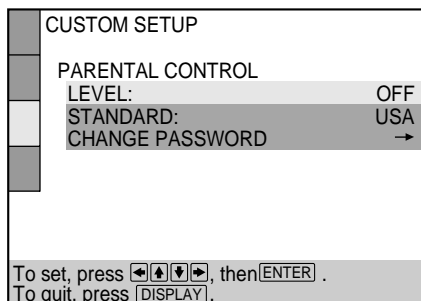 CUSTOM SETUP
PARENTAL CONTROL
LEVEL: OFF
STANDARD: USA
CHANGE PASSWORD →
To set, press ←↑↓→, then ENTER .
To quit, press DISPLAY.